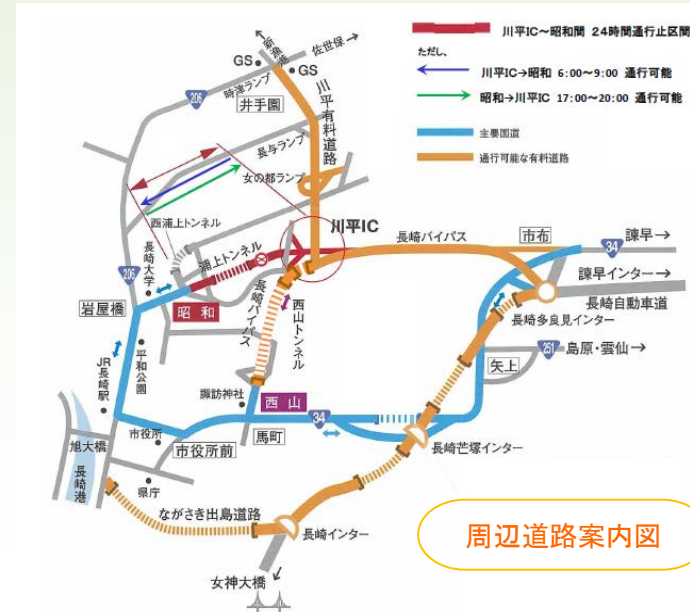 川平IC～昭和間 24時間通行止区間
ただし、
川平IC→昭和 6:00～9:00 通行可能
昭和→川平IC 17:00～20:00 通行可能
主要国道
通行可能な有料道路
新漁港
佐世保
GS
GS
時津ランプ
206
井手園
川平有料道路
長与ランプ
女の都ランプ
西浦上トンネル
川平IC
浦上トンネル
長崎バイパス
市布
諫早→
34
206
長崎大学
諫早インター→
長崎自動車道
岩屋橋
昭和
長崎バイパス
西山トンネル
長崎多良見インター
平和公園
251
島原・雲仙→
矢上
JR長崎駅
諏訪神社
西山
34
市役所
馬町
旭大橋
市役所前
長崎芒塚インター
長崎港
県庁
ながさき出島道路
長崎インター
周辺道路案内図
女神大橋